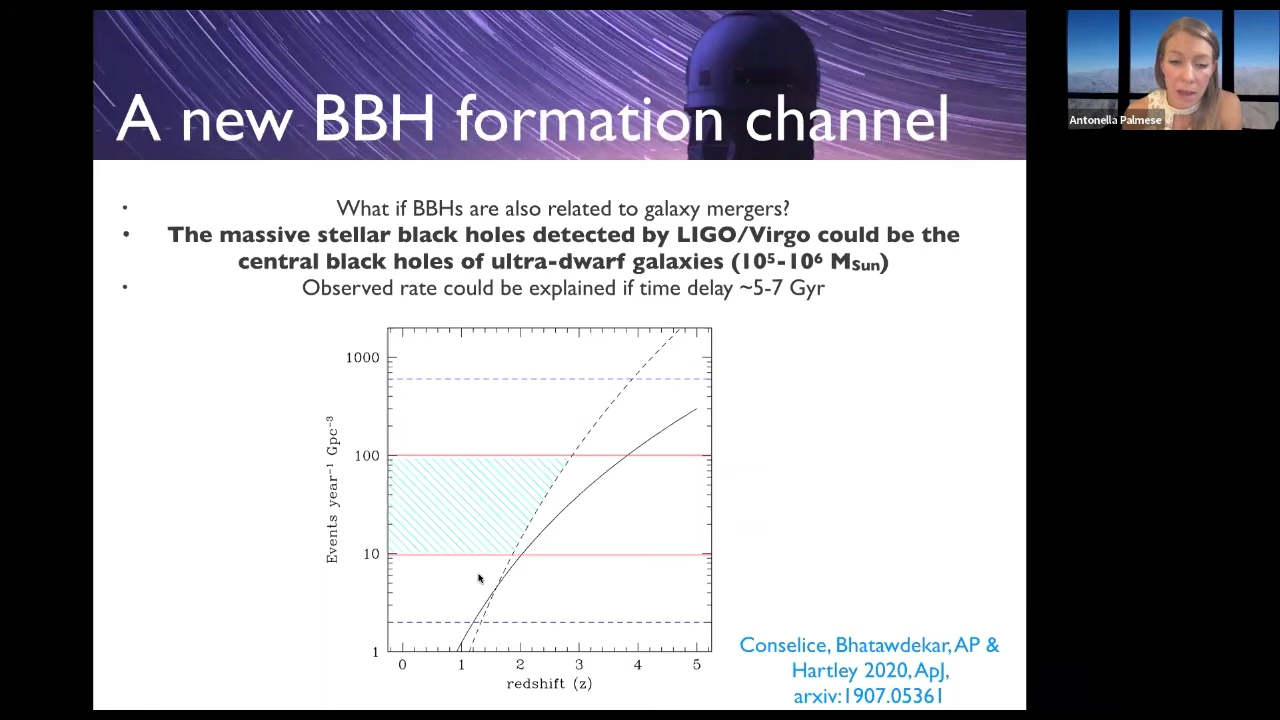 A new BBH formation channel
Antonella Palmese
• What if BBHs are also related to galaxy mergers?
• The massive stellar black holes detected by LIGO/Virgo could be the
central black holes of ultra-dwarf galaxies (10⁵-10⁶ M_Sun)
• Observed rate could be explained if time delay ~5-7 Gyr
Events year⁻¹ Gpc⁻³
1000
100
10
1
0 1 2 3 4 5
redshift (z)
Conselice, Bhatawdekar, AP &
Hartley 2020, ApJ,
arxiv:1907.05361